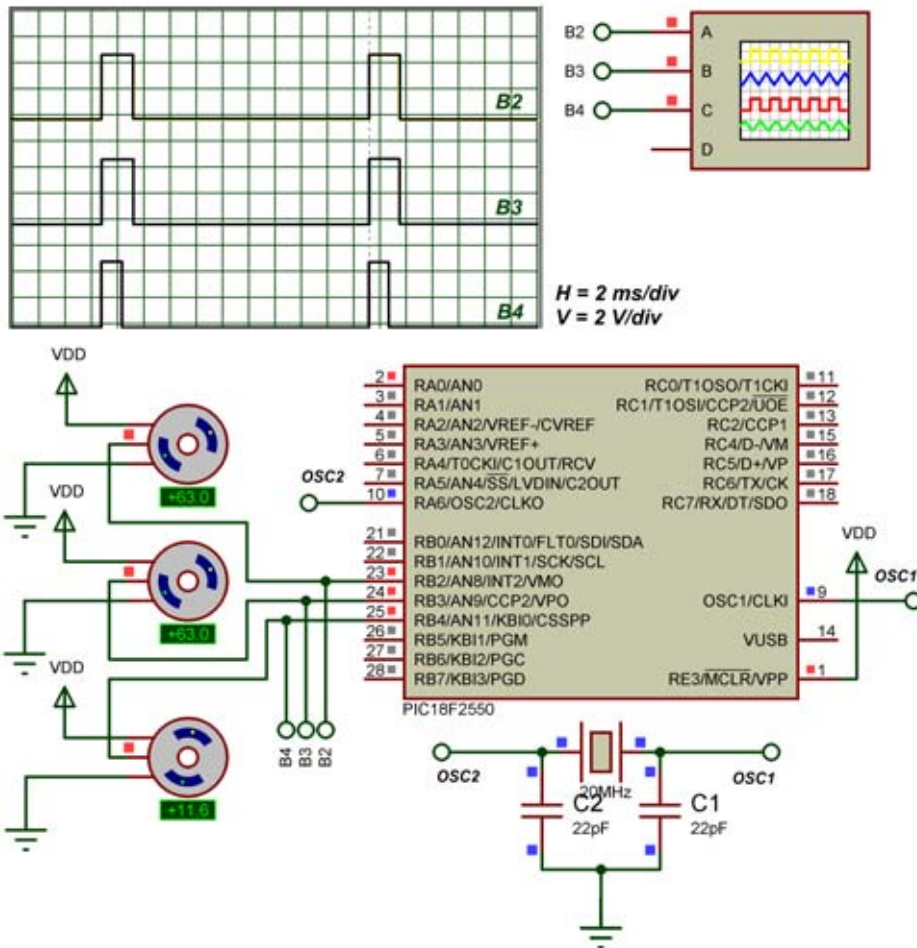 B2
B3
B4
H = 2 ms/div
V = 2 V/div
B2
B3
B4
A
B
C
D
VDD
+63.0
VDD
+63.0
VDD
+11.6
OSC2
B4
B3
B2
2
3
4
5
6
7
10
21
22
23
24
25
26
27
28
RA0/AN0
RA1/AN1
RA2/AN2/VREF-/CVREF
RA3/AN3/VREF+
RA4/T0CKI/C1OUT/RCV
RA5/AN4/SS/LVDIN/C2OUT
RA6/OSC2/CLKO
RB0/AN12/INT0/FLT0/SDI/SDA
RB1/AN10/INT1/SCK/SCL
RB2/AN8/INT2/VMO
RB3/AN9/CCP2/VPO
RB4/AN11/KBI0/CSSPP
RB5/KBI1/PGM
RB6/KBI2/PGC
RB7/KBI3/PGD
RC0/T1OSO/T1CKI
RC1/T1OSI/CCP2/UOE
RC2/CCP1
RC4/D-/VM
RC5/D+/VP
RC6/TX/CK
RC7/RX/DT/SDO
OSC1/CLKI
VUSB
RE3/MCLR/VPP
11
12
13
15
16
17
18
9
14
1
VDD
OSC1
PIC18F2550
OSC2
OSC1
20MHz
C2
22pF
C1
22pF